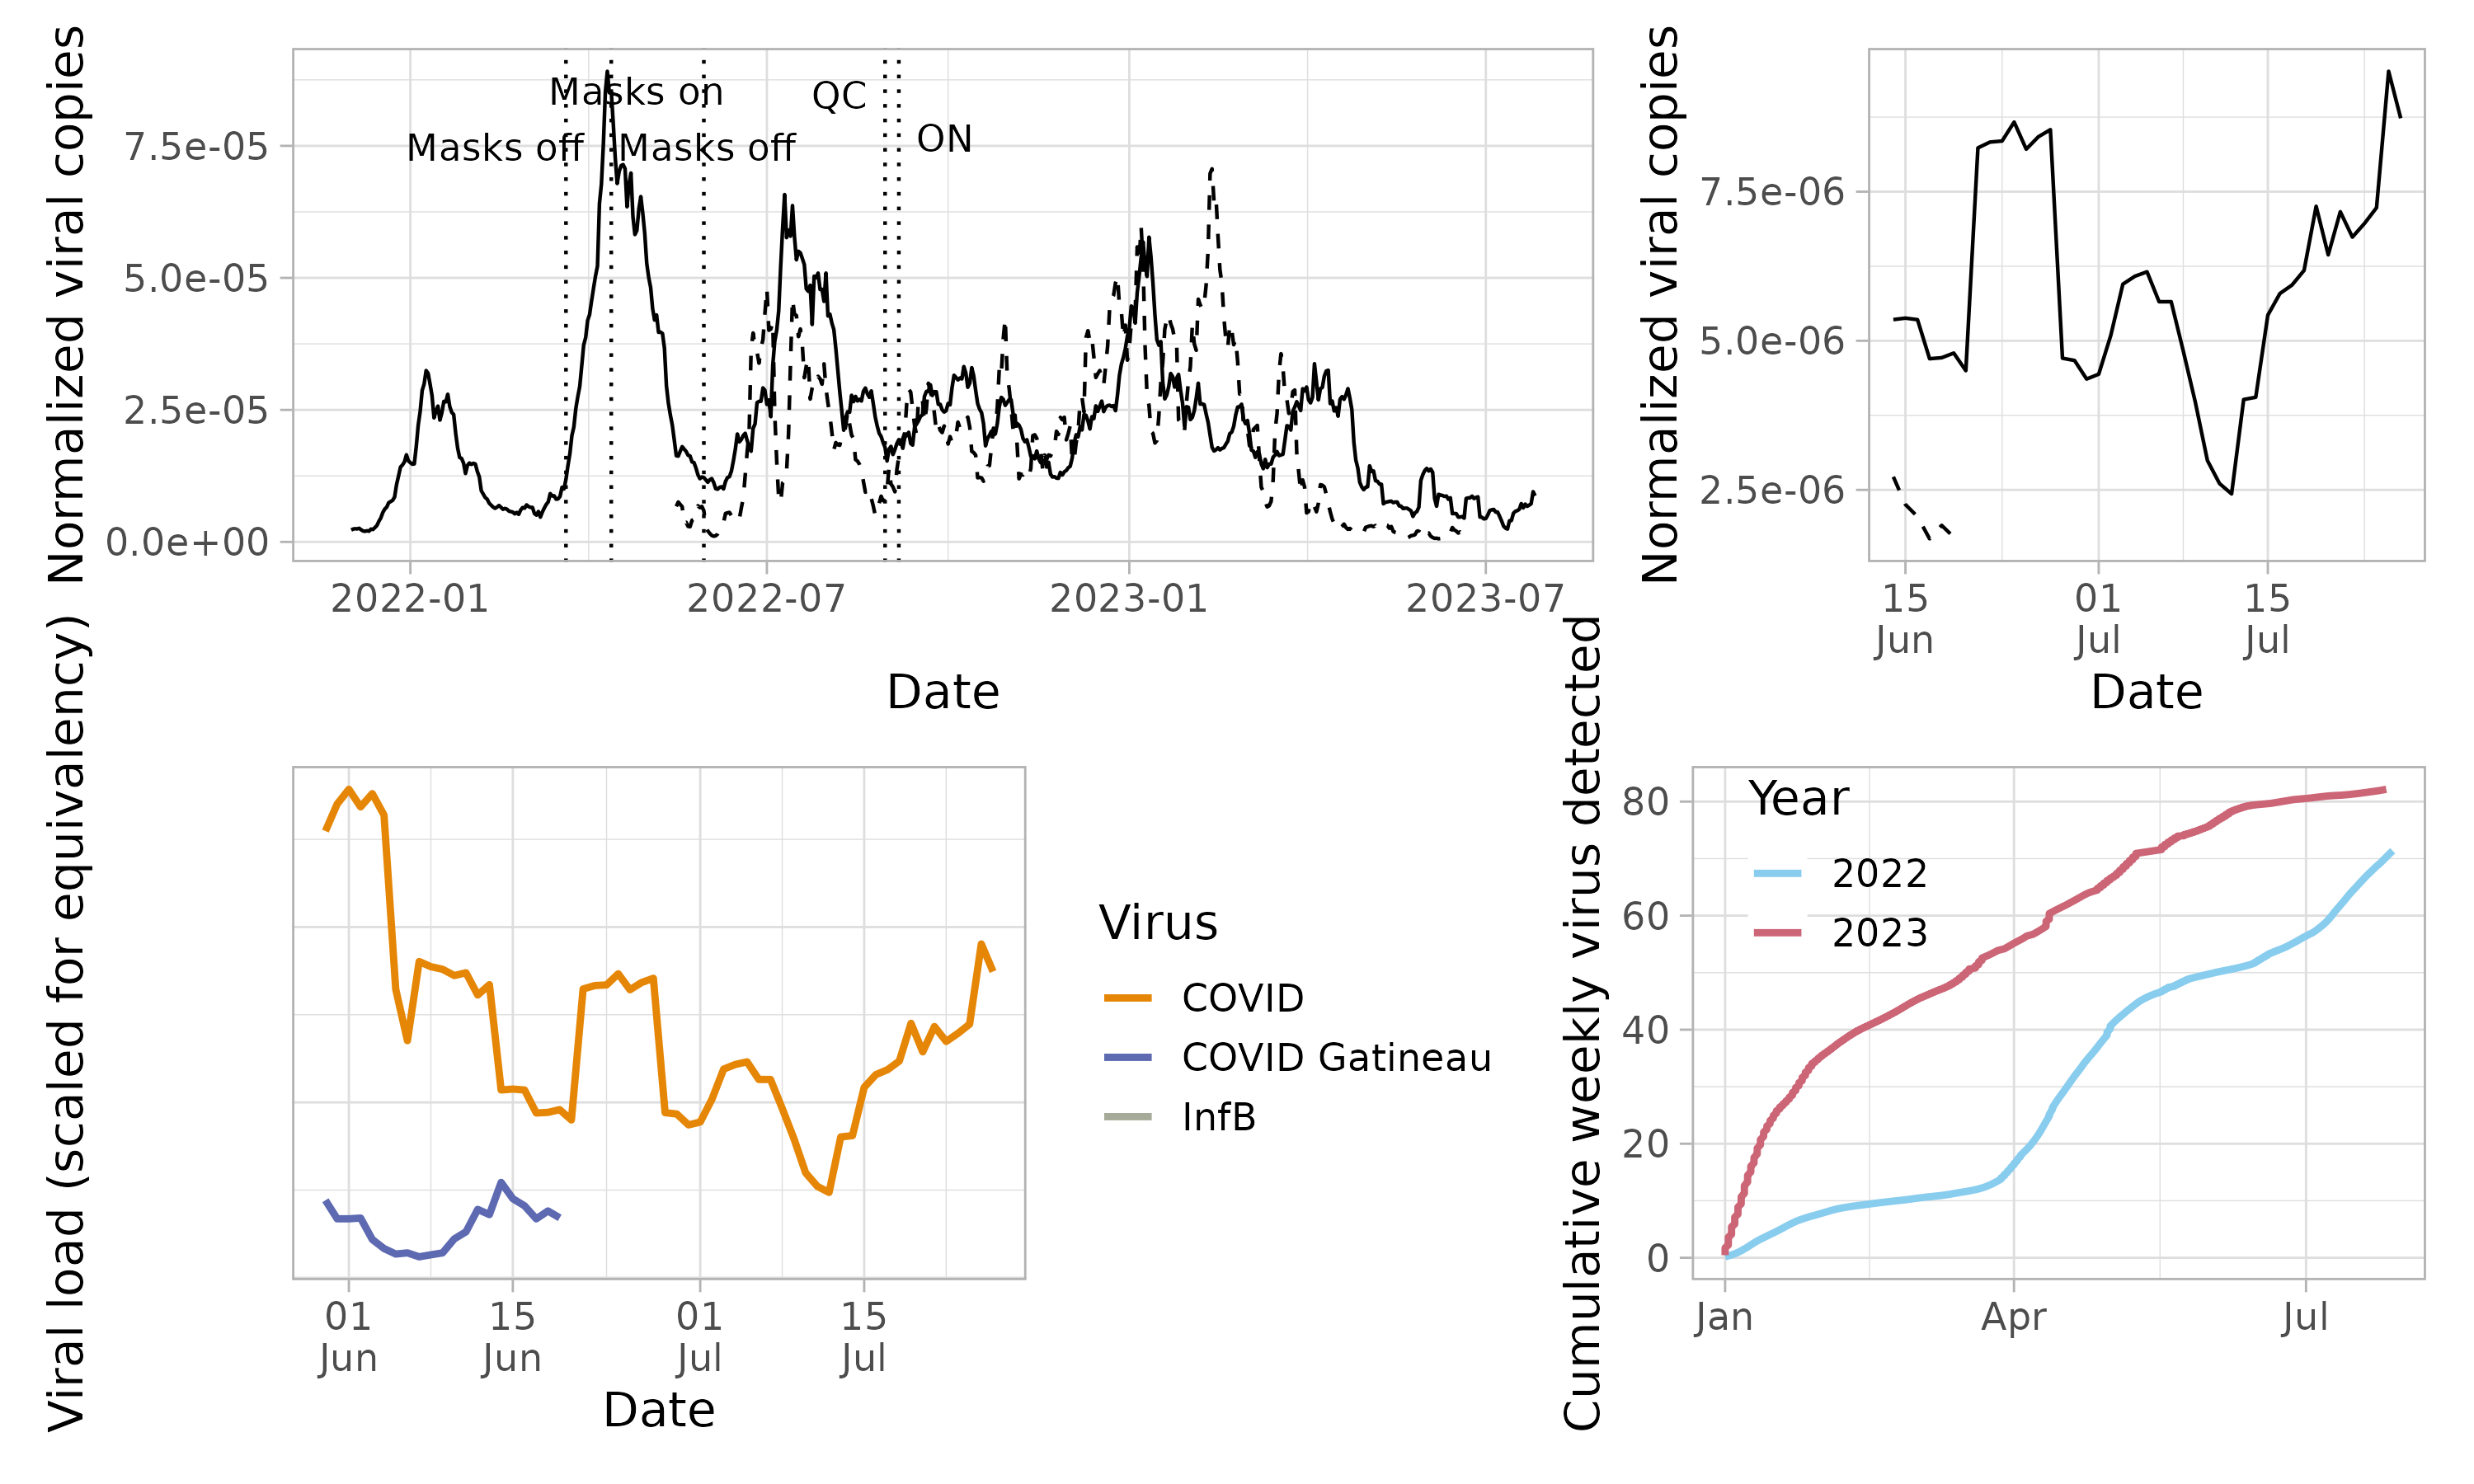 Normalized viral copies
7.5e-05
5.0e-05
2.5e-05
0.0e+00
Masks on
Masks off
Masks off
QC
ON
2022-01
2022-07
2023-01
2023-07
Date
Normalized viral copies
7.5e-06
5.0e-06
2.5e-06
15
Jun
01
Jul
15
Jul
Date
Viral load (scaled for equivalency)
01
Jun
15
Jun
01
Jul
15
Jul
Date
Virus
COVID
COVID Gatineau
InfB
Cumulative weekly virus detected
80
60
40
20
0
Year
2022
2023
Jan
Apr
Jul